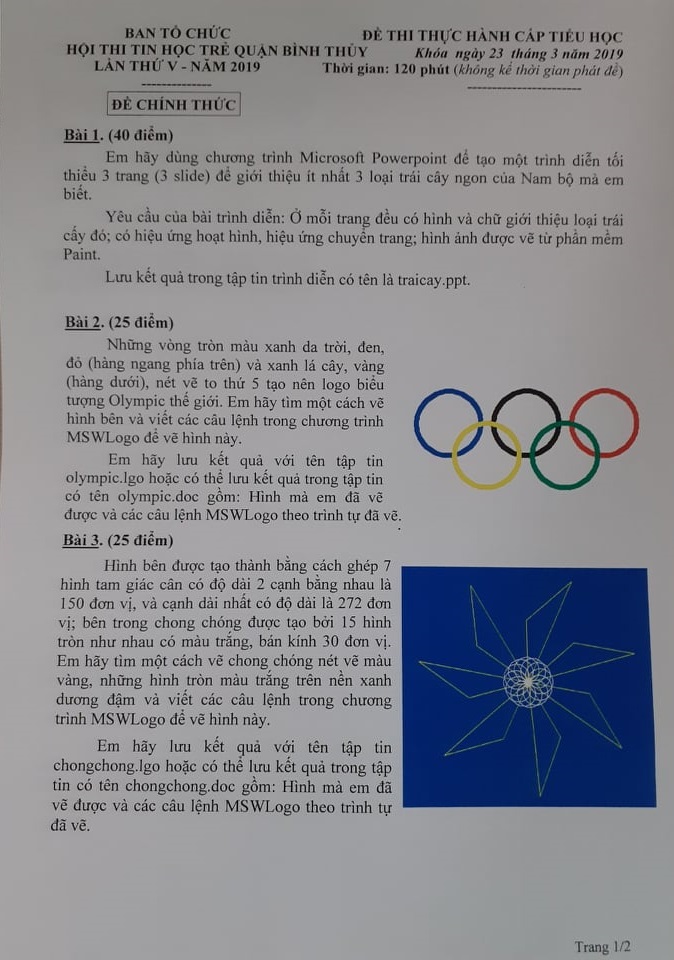 BAN TỔ CHỨC
HỘI THI TIN HỌC TRẺ QUẬN BÌNH THỦY
LẦN THỨ V - NĂM 2019
ĐỀ THI THỰC HÀNH CẤP TIỂU HỌC
Khóa ngày 23 tháng 3 năm 2019
Thời gian: 120 phút (không kể thời gian phát đề)
ĐỀ CHÍNH THỨC
Bài 1. (40 điểm)
Em hãy dùng chương trình Microsoft Powerpoint để tạo một trình diễn tối
thiểu 3 trang (3 slide) để giới thiệu ít nhất 3 loại trái cây ngon của Nam bộ mà em
biết.
Yêu cầu của bài trình diễn: Ở mỗi trang đều có hình và chữ giới thiệu loại trái
cấy đó; có hiệu ứng hoạt hình, hiệu ứng chuyển trang; hình ảnh được vẽ từ phần mềm
Paint.
Lưu kết quả trong tập tin trình diễn có tên là traicay.ppt.
Bài 2. (25 điểm)
Những vòng tròn màu xanh da trời, đen,
đỏ (hàng ngang phía trên) và xanh lá cây, vàng
(hàng dưới), nét vẽ to thứ 5 tạo nên logo biểu
tượng Olympic thế giới. Em hãy tìm một cách vẽ
hình bên và viết các câu lệnh trong chương trình
MSWLogo để vẽ hình này.
Em hãy lưu kết quả với tên tập tin
olympic.lgo hoặc có thể lưu kết quả trong tập tin
có tên olympic.doc gồm: Hình mà em đã vẽ
được và các câu lệnh MSWLogo theo trình tự đã vẽ.
Bài 3. (25 điểm)
Hình bên được tạo thành bằng cách ghép 7
hình tam giác cân có độ dài 2 cạnh bằng nhau là
150 đơn vị, và cạnh dài nhất có độ dài là 272 đơn
vị; bên trong chong chóng được tạo bởi 15 hình
tròn như nhau có màu trắng, bán kính 30 đơn vị.
Em hãy tìm một cách vẽ chong chóng nét vẽ màu
vàng, những hình tròn màu trắng trên nền xanh
dương đậm và viết các câu lệnh trong chương
trình MSWLogo để vẽ hình này.
Em hãy lưu kết quả với tên tập tin
chongchong.lgo hoặc có thể lưu kết quả trong tập
tin có tên chongchong.doc gồm: Hình mà em đã
vẽ được và các câu lệnh MSWLogo theo trình tự
đã vẽ.
Trang 1/2